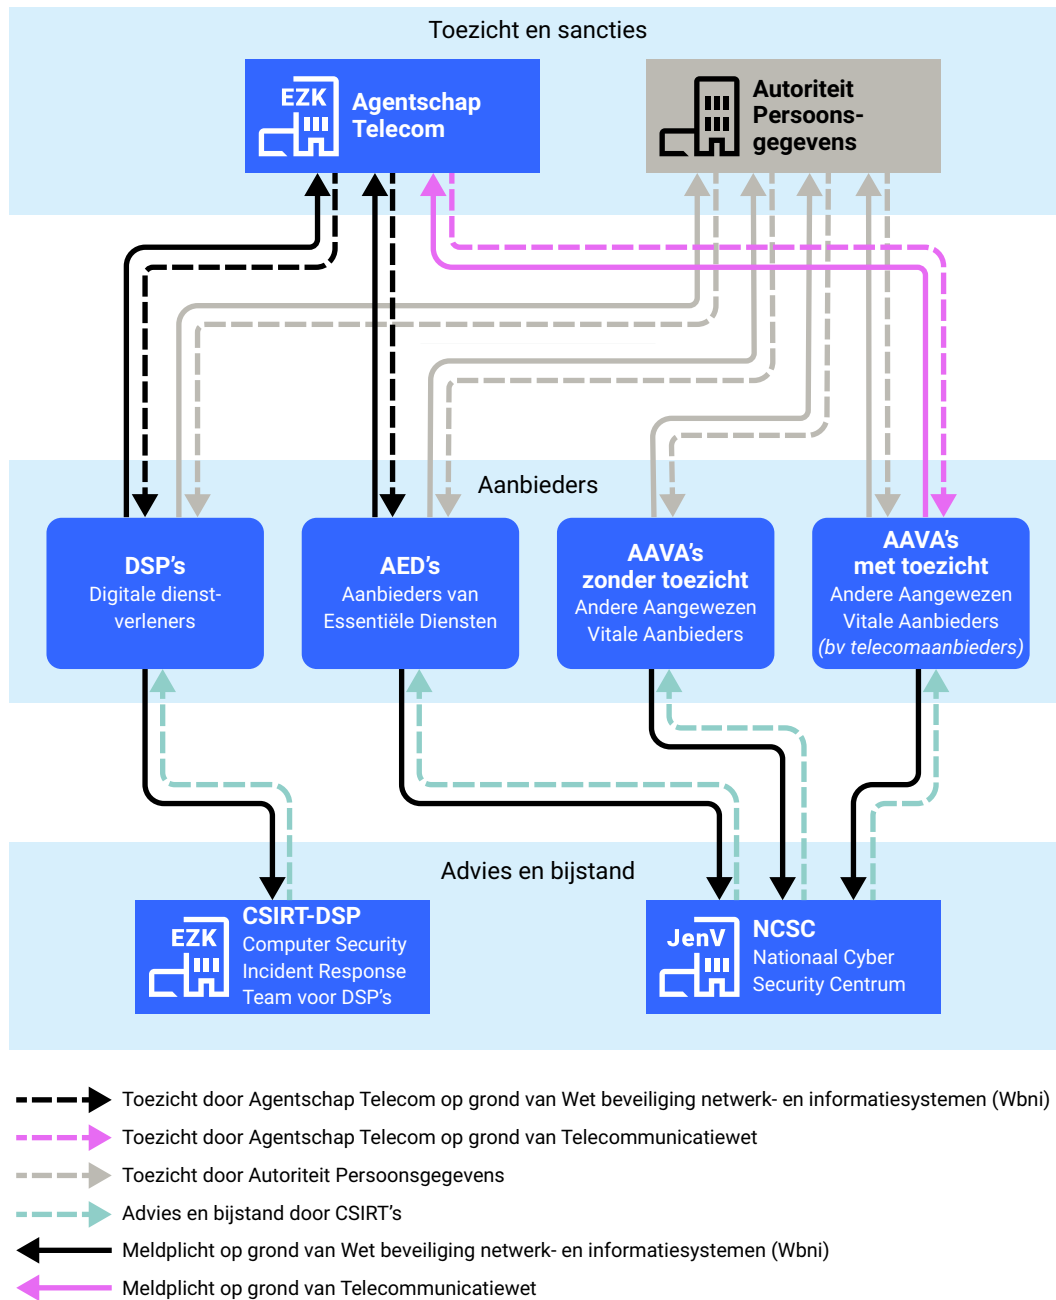 Toezicht en sancties
EZK
Agentschap
Telecom
Autoriteit
Persoons-
gegevens
Aanbieders
DSP’s
Digitale dienst-
verleners
AED’s
Aanbieders van
Essentiële Diensten
AAVA’s
zonder toezicht
Andere Aangewezen
Vitale Aanbieders
AAVA’s
met toezicht
Andere Aangewezen
Vitale Aanbieders
(bv telecomaanbieders)
Advies en bijstand
EZK
CSIRT-DSP
Computer Security
Incident Response
Team voor DSP’s
JenV
NCSC
Nationaal Cyber
Security Centrum
Toezicht door Agentschap Telecom op grond van Wet beveiliging netwerk- en informatiesystemen (Wbni)
Toezicht door Agentschap Telecom op grond van Telecommunicatiewet
Toezicht door Autoriteit Persoonsgegevens
Advies en bijstand door CSIRT’s
Meldplicht op grond van Wet beveiliging netwerk- en informatiesystemen (Wbni)
Meldplicht op grond van Telecommunicatiewet